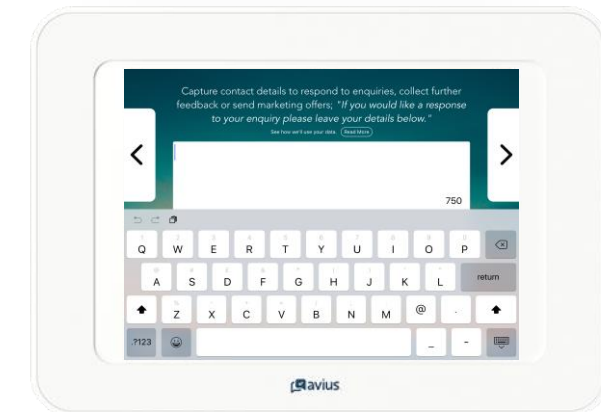 Capture contact details to respond to enquiries, collect further
feedback or send marketing offers; "If you would like a response
to your enquiry please leave your details below."
See how we'll use your data. Read More
750
Q W E R T Y U I O P
A S D F G H J K L return
Z X C V B N M @ .
.?123 _ -
avius